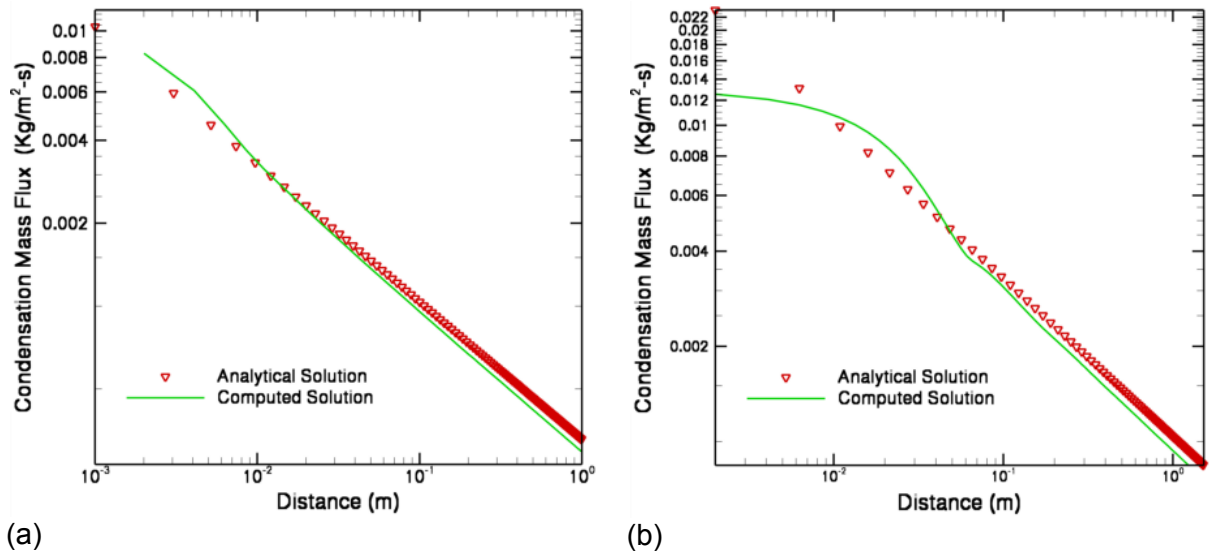 0.01
0.008
0.006
0.004
0.002
Condensation Mass Flux (Kg/m²-s)
Analytical Solution
Computed Solution
10⁻³
10⁻²
10⁻¹
10⁰
Distance (m)
(a)
0.022
0.018
0.016
0.014
0.012
0.01
0.008
0.006
0.004
0.002
Condensation Mass Flux (Kg/m²-s)
Analytical Solution
Computed Solution
10⁻²
10⁻¹
10⁰
Distance (m)
(b)